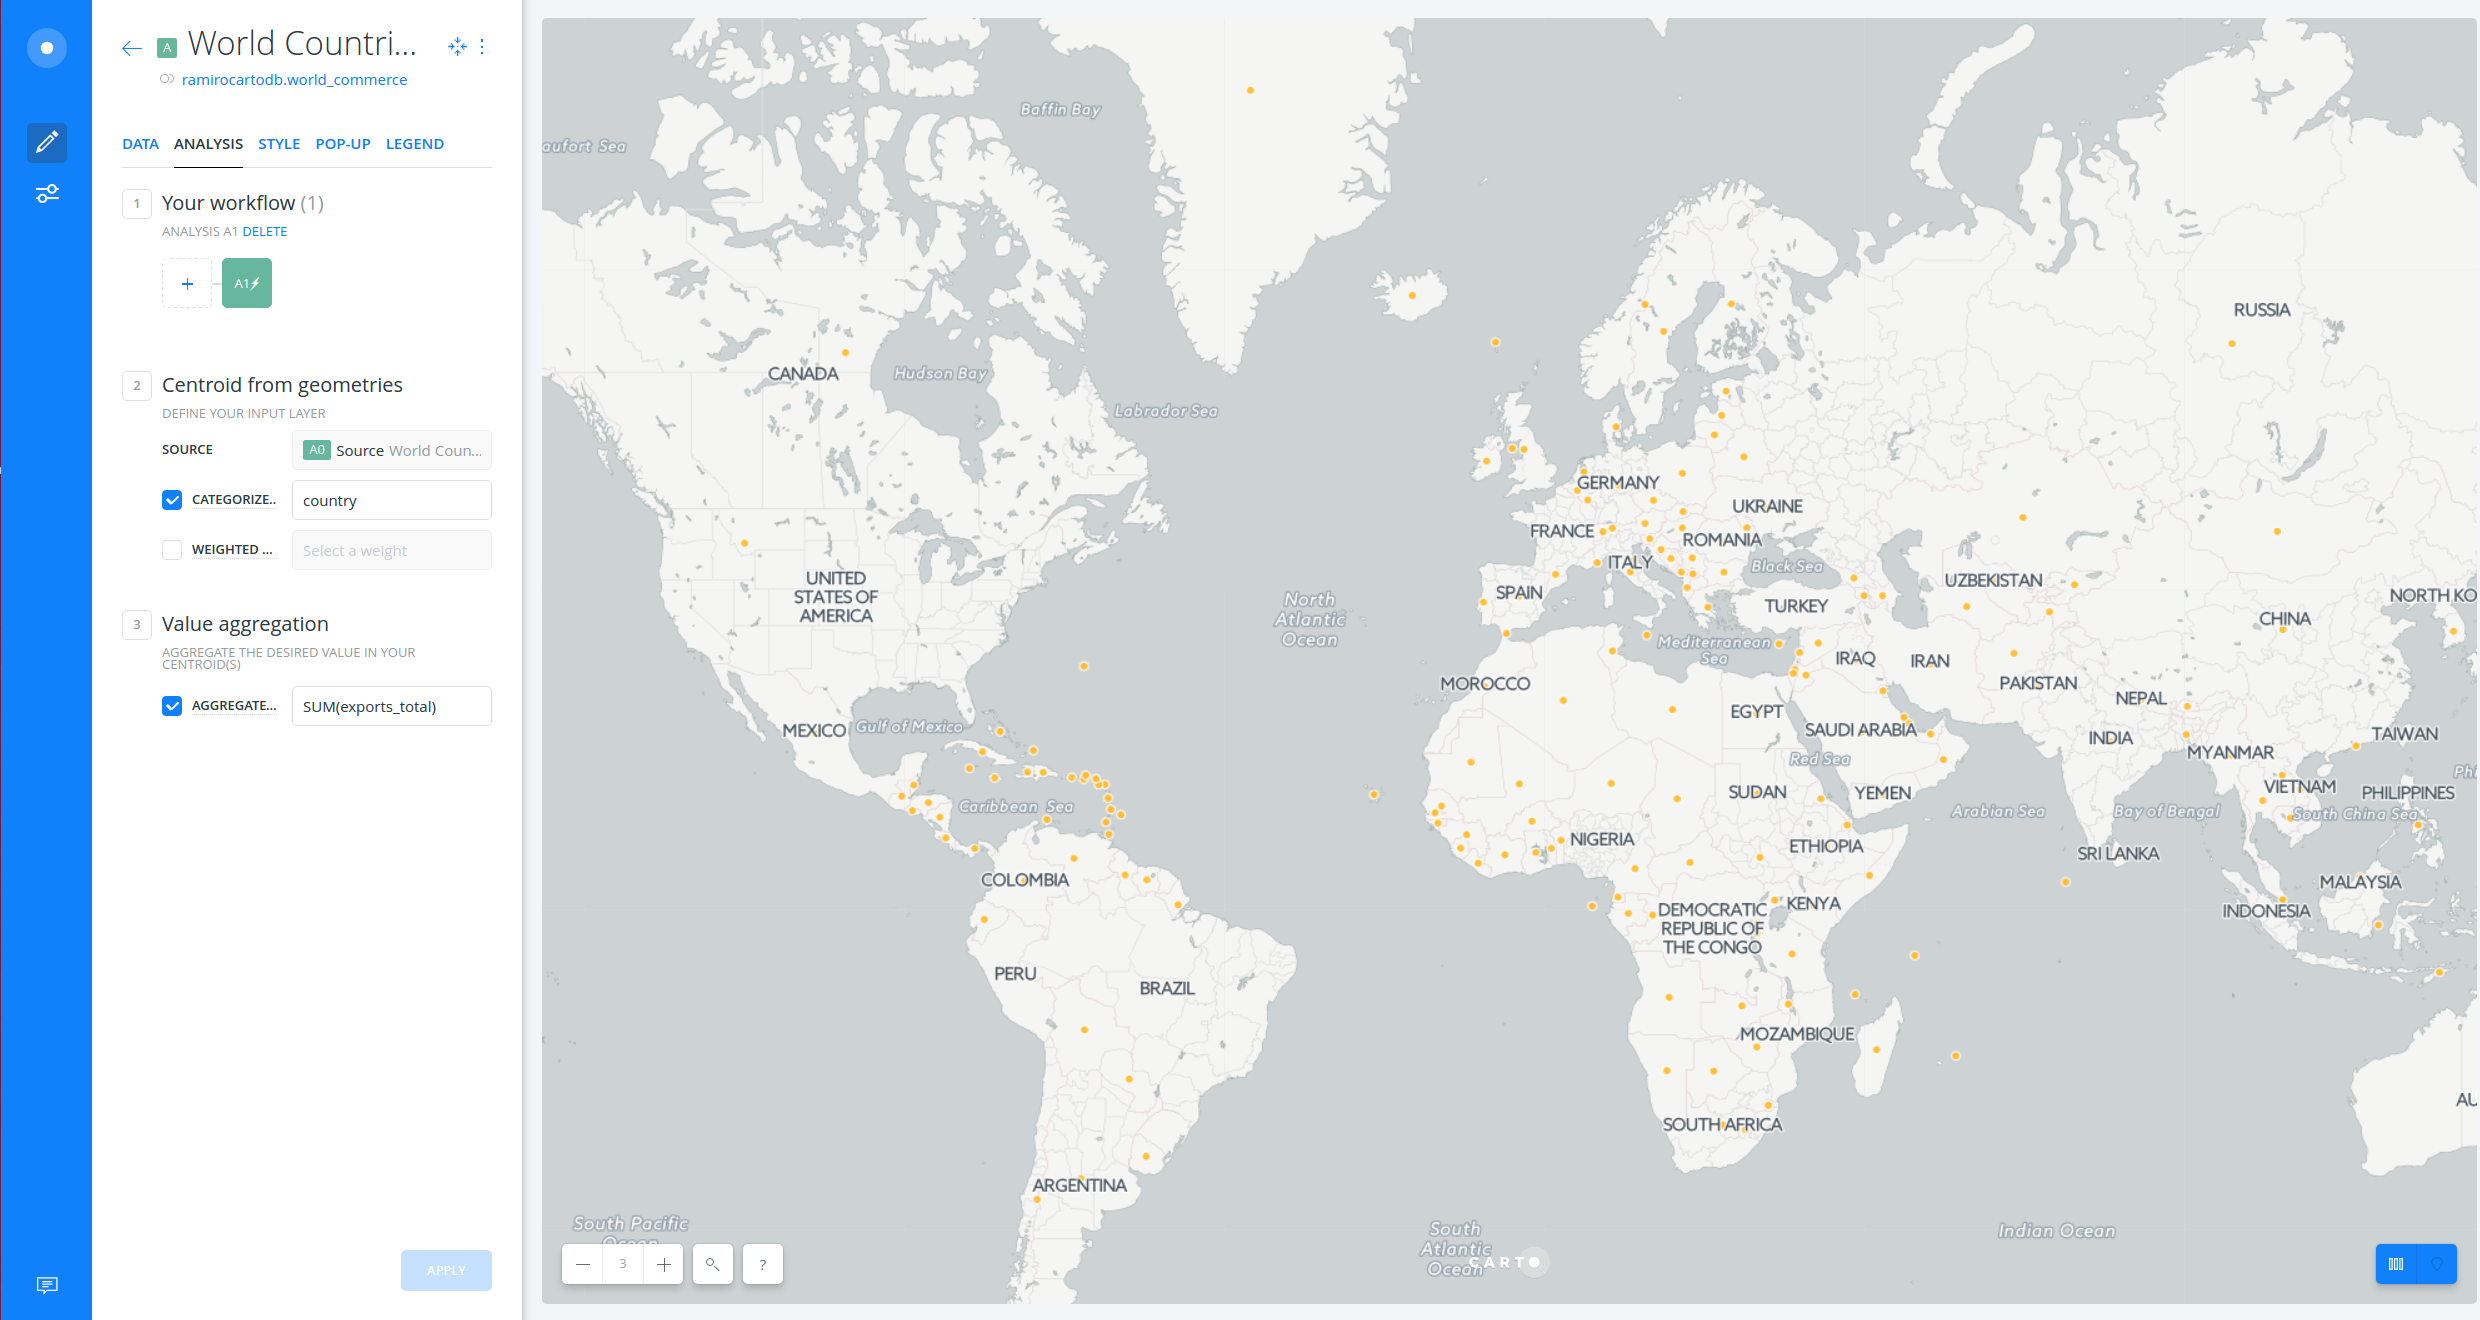 A World Countri...
ramirocartodb.world_commerce
DATA ANALYSIS STYLE POP-UP LEGEND
1 Your workflow (1)
ANALYSIS A1 DELETE
+ A1
2 Centroid from geometries
DEFINE YOUR INPUT LAYER
SOURCE A0 Source World Coun...
CATEGORIZE.. country
WEIGHTED ... Select a weight
3 Value aggregation
AGGREGATE THE DESIRED VALUE IN YOUR
CENTROID(S)
AGGREGATE... SUM(exports_total)
APPLY
Baffin Bay
aufort Sea
RUSSIA
CANADA
Hudson Bay
Labrador Sea
GERMANY
UKRAINE
FRANCE
ROMANIA
ITALY
Black Sea
UNITED
STATES OF
AMERICA
UZBEKISTAN
SPAIN
NORTH KO
North
Atlantic
Ocean
TURKEY
CHINA
Mediterranean
Sea
IRAQ
IRAN
MOROCCO
PAKISTAN
NEPAL
EGYPT
MEXICO
Gulf of Mexico
SAUDI ARABIA
INDIA
TAIWAN
MYANMAR
Red Sea
Phi
VIETNAM
SUDAN
YEMEN
PHILIPPINES
Caribbean Sea
Arabian Sea
Bay of Bengal
South China Sea
NIGERIA
ETHIOPIA
SRI LANKA
COLOMBIA
MALAYSIA
KENYA
DEMOCRATIC
REPUBLIC OF
THE CONGO
INDONESIA
PERU
BRAZIL
MOZAMBIQUE
AU
SOUTH AFRICA
ARGENTINA
South Pacific
Ocean
South
Atlantic
Ocean
Indian Ocean
CARTO
3
?